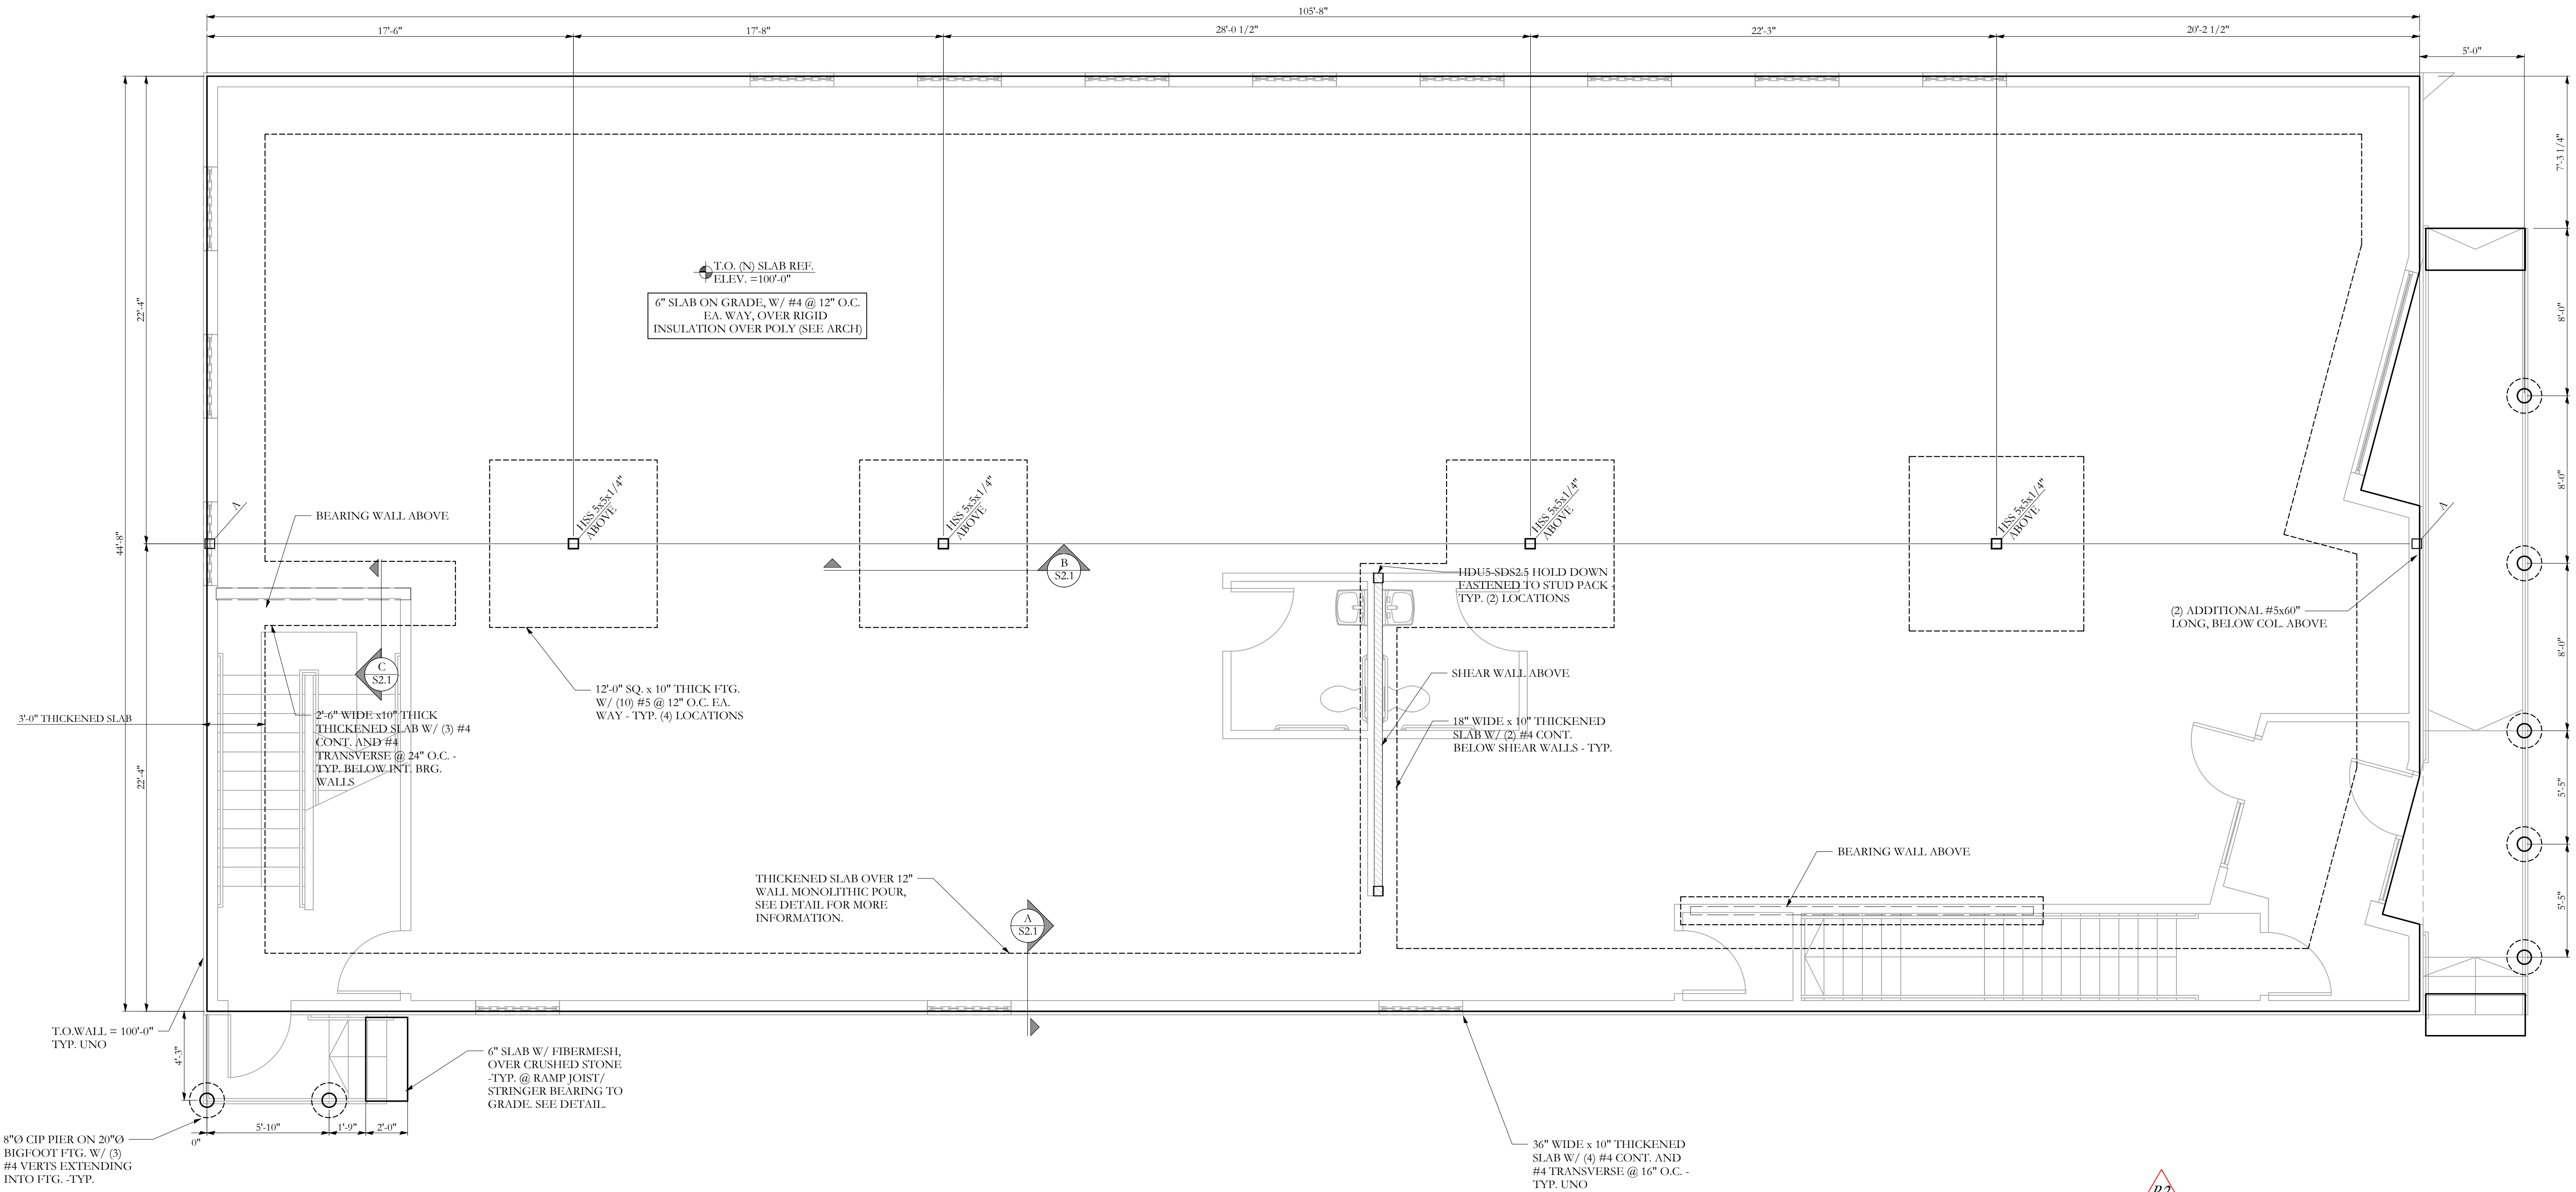 105'-8"
17'-6"
17'-8"
28'-0 1/2"
22'-3"
20'-2 1/2"
5'-0"
7'-3 1/4"
8'-0"
8'-0"
8'-0"
5'-5"
5'-5"
22'-4"
44'-8"
22'-4"
T.O. (N) SLAB REF.
ELEV. =100'-0"
6" SLAB ON GRADE, W/ #4 @ 12" O.C.
EA. WAY, OVER RIGID
INSULATION OVER POLY (SEE ARCH)
A
BEARING WALL ABOVE
HSS 5x5x1/4"
ABOVE
HSS 5x5x1/4"
ABOVE
HSS 5x5x1/4"
ABOVE
HSS 5x5x1/4"
ABOVE
A
B
S2.1
HDU5-SDS2.5 HOLD DOWN
FASTENED TO STUD PACK -
TYP. (2) LOCATIONS
(2) ADDITIONAL #5x60"
LONG, BELOW COL. ABOVE
C
S2.1
12'-0" SQ. x 10" THICK FTG.
W/ (10) #5 @ 12" O.C. EA.
WAY - TYP. (4) LOCATIONS
SHEAR WALL ABOVE
3'-0" THICKENED SLAB
2'-6" WIDE x10" THICK
THICKENED SLAB W/ (3) #4
CONT. AND #4
TRANSVERSE @ 24" O.C. -
TYP. BELOW INT. BRG.
WALLS
18" WIDE x 10" THICKENED
SLAB W/ (2) #4 CONT.
BELOW SHEAR WALLS - TYP.
BEARING WALL ABOVE
THICKENED SLAB OVER 12"
WALL MONOLITHIC POUR,
SEE DETAIL FOR MORE
INFORMATION.
A
S2.1
T.O.WALL = 100'-0"
TYP. UNO
4'-3"
6" SLAB W/ FIBERMESH,
OVER CRUSHED STONE
-TYP. @ RAMP JOIST/
STRINGER BEARING TO
GRADE. SEE DETAIL.
0"
5'-10"
1'-9"
2'-0"
8"Ø CIP PIER ON 20"Ø
BIGFOOT FTG. W/ (3)
#4 VERTS EXTENDING
INTO FTG. -TYP.
36" WIDE x 10" THICKENED
SLAB W/ (4) #4 CONT. AND
#4 TRANSVERSE @ 16" O.C. -
TYP. UNO